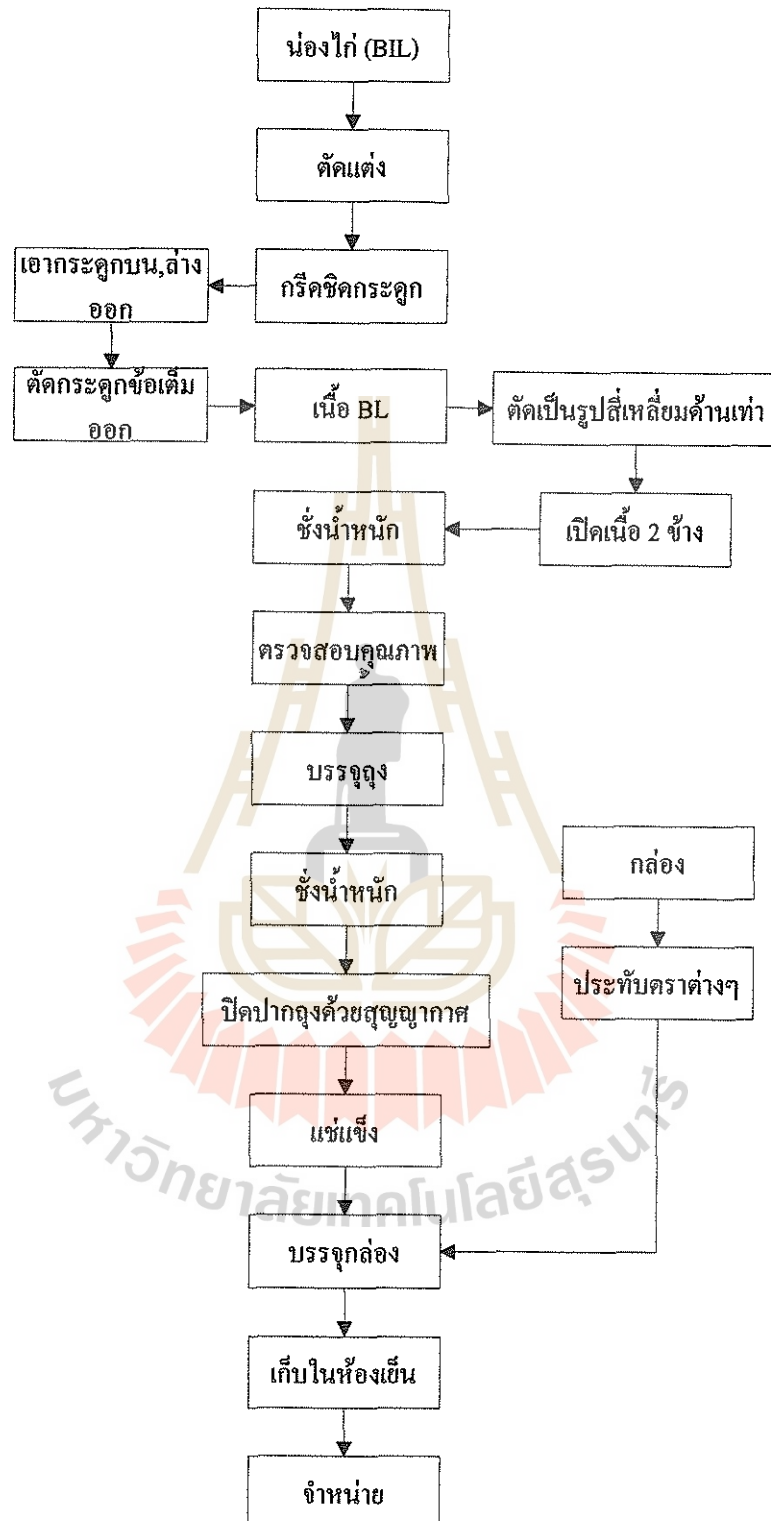 น่องไก่ (BIL)
ตัดแต่ง
กรีดชิดกระดูก
เอากระดูกบน,ล่าง
ออก
ตัดกระดูกข้อเต็ม
ออก
เนื้อ BL
ตัดเป็นรูปสี่เหลี่ยมด้านเท่า
เปิดเนื้อ 2 ข้าง
ชั่งน้ำหนัก
ตรวจสอบคุณภาพ
บรรจุถุง
ชั่งน้ำหนัก
ปิดปากถุงด้วยสุญญากาศ
แช่แข็ง
กล่อง
ประทับตราต่างๆ
บรรจุกล่อง
เก็บในห้องเย็น
จำหน่าย
มหาวิทยาลัยเทคโนโลยีสุรนารี